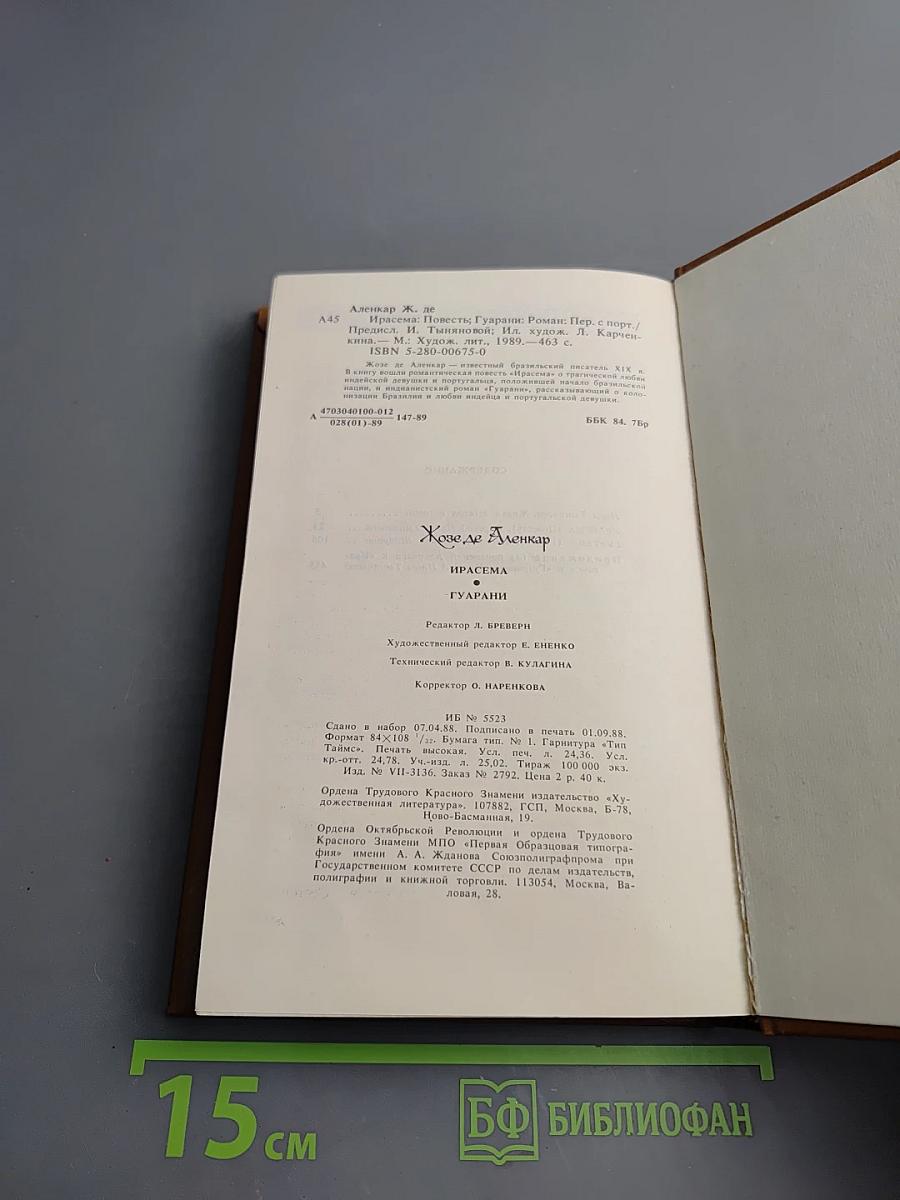 Аленкар Ж. де
А45 Ирасема: Повесть; Гуарани: Роман: Пер. с порт./
Предисл. И. Тыняновой; Ил. худож. Л. Карчен-
кина.— М.: Худож. лит., 1989.—463 с.
ISBN 5-280-00675-0
Жозе де Аленкар — известный бразильский писатель XIX в.
В книгу вошли романтическая повесть «Ирасема» о трагической любви
индейской девушки и португальца, положившей начало бразильской
нации, и индианистский роман «Гуарани», рассказывающий о коло-
низации Бразилии и любви индейца и португальской девушки.
4703040100-012
А 147-89
028(01)-89
ББК 84. 7Бр
Жозе де Аленкар
ИРАСЕМА
●
ГУАРАНИ
Редактор Л. БРЕВЕРН
Художественный редактор Е. ЕНЕНКО
Технический редактор В. КУЛАГИНА
Корректор О. НАРЕНКОВА
ИБ № 5523
Сдано в набор 07.04.88. Подписано в печать 01.09.88.
Формат 84×108 1/32. Бумага тип. № 1. Гарнитура «Тип
Таймс». Печать высокая. Усл. печ. л. 24,36. Усл.
кр.-отт. 24,78. Уч.-изд. л. 25,02. Тираж 100 000 экз.
Изд. № VII-3136. Заказ № 2792. Цена 2 р. 40 к.
Ордена Трудового Красного Знамени издательство «Ху-
дожественная литература». 107882, ГСП, Москва, Б-78,
Ново-Басманная, 19.
Ордена Октябрьской Революции и ордена Трудового
Красного Знамени МПО «Первая Образцовая типогра-
фия» имени А. А. Жданова Союзполиграфпрома при
Государственном комитете СССР по делам издательств,
полиграфии и книжной торговли. 113054, Москва, Ва-
ловая, 28.
15 см
БФ БИБЛИОФАН